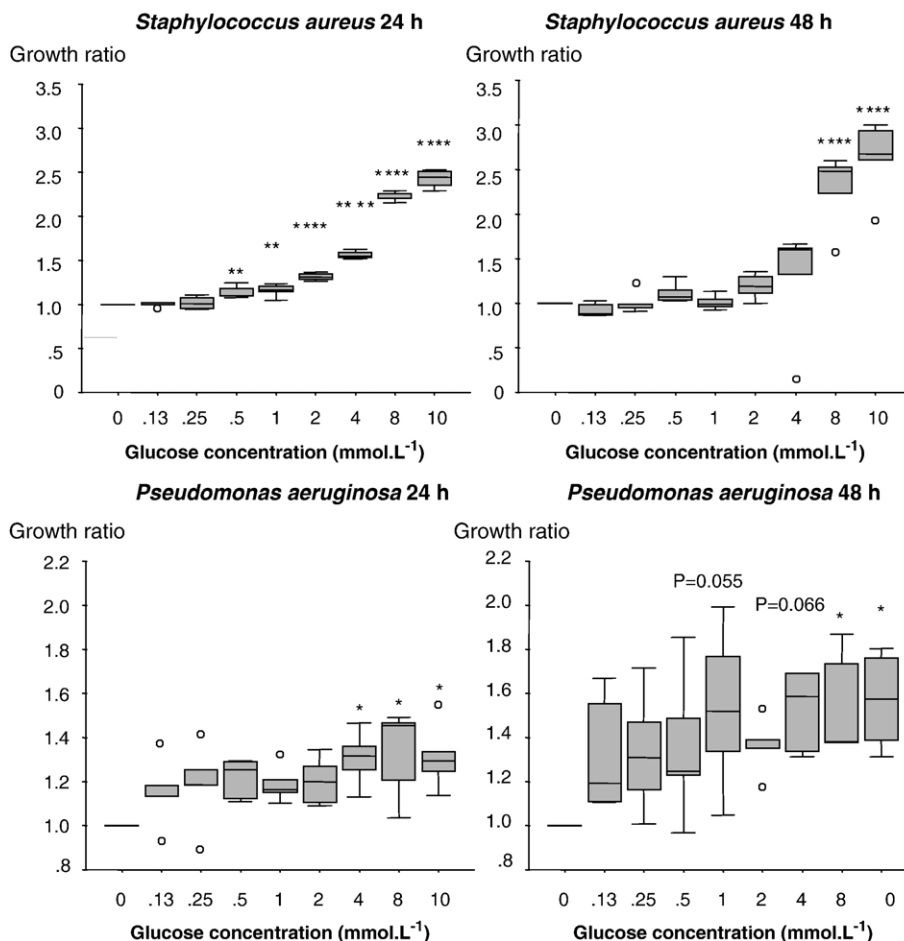 Staphylococcus aureus 24 h
Growth ratio
3.5
3.0
2.5
2.0
1.5
1.0
.5
0
**
**
****
** **
****
****
0 .13 .25 .5 1 2 4 8 10
Glucose concentration (mmol.L-1)
Staphylococcus aureus 48 h
Growth ratio
3.5
3.0
2.5
2.0
1.5
1.0
0.5
0
****
****
0 .13 .25 .5 1 2 4 8 10
Glucose concentration (mmol.L-1)
Pseudomonas aeruginosa 24 h
Growth ratio
2.2
2.0
1.8
1.6
1.4
1.2
1.0
.8
* * *
0 .13 .25 .5 1 2 4 8 10
Glucose concentration (mmol.L-1)
Pseudomonas aeruginosa 48 h
Growth ratio
2.2
2.0
1.8
1.6
1.4
1.2
1.0
.8
P=0.055
P=0.066
* *
0 .13 .25 .5 1 2 4 8 0
Glucose concentration (mmol.L-1)